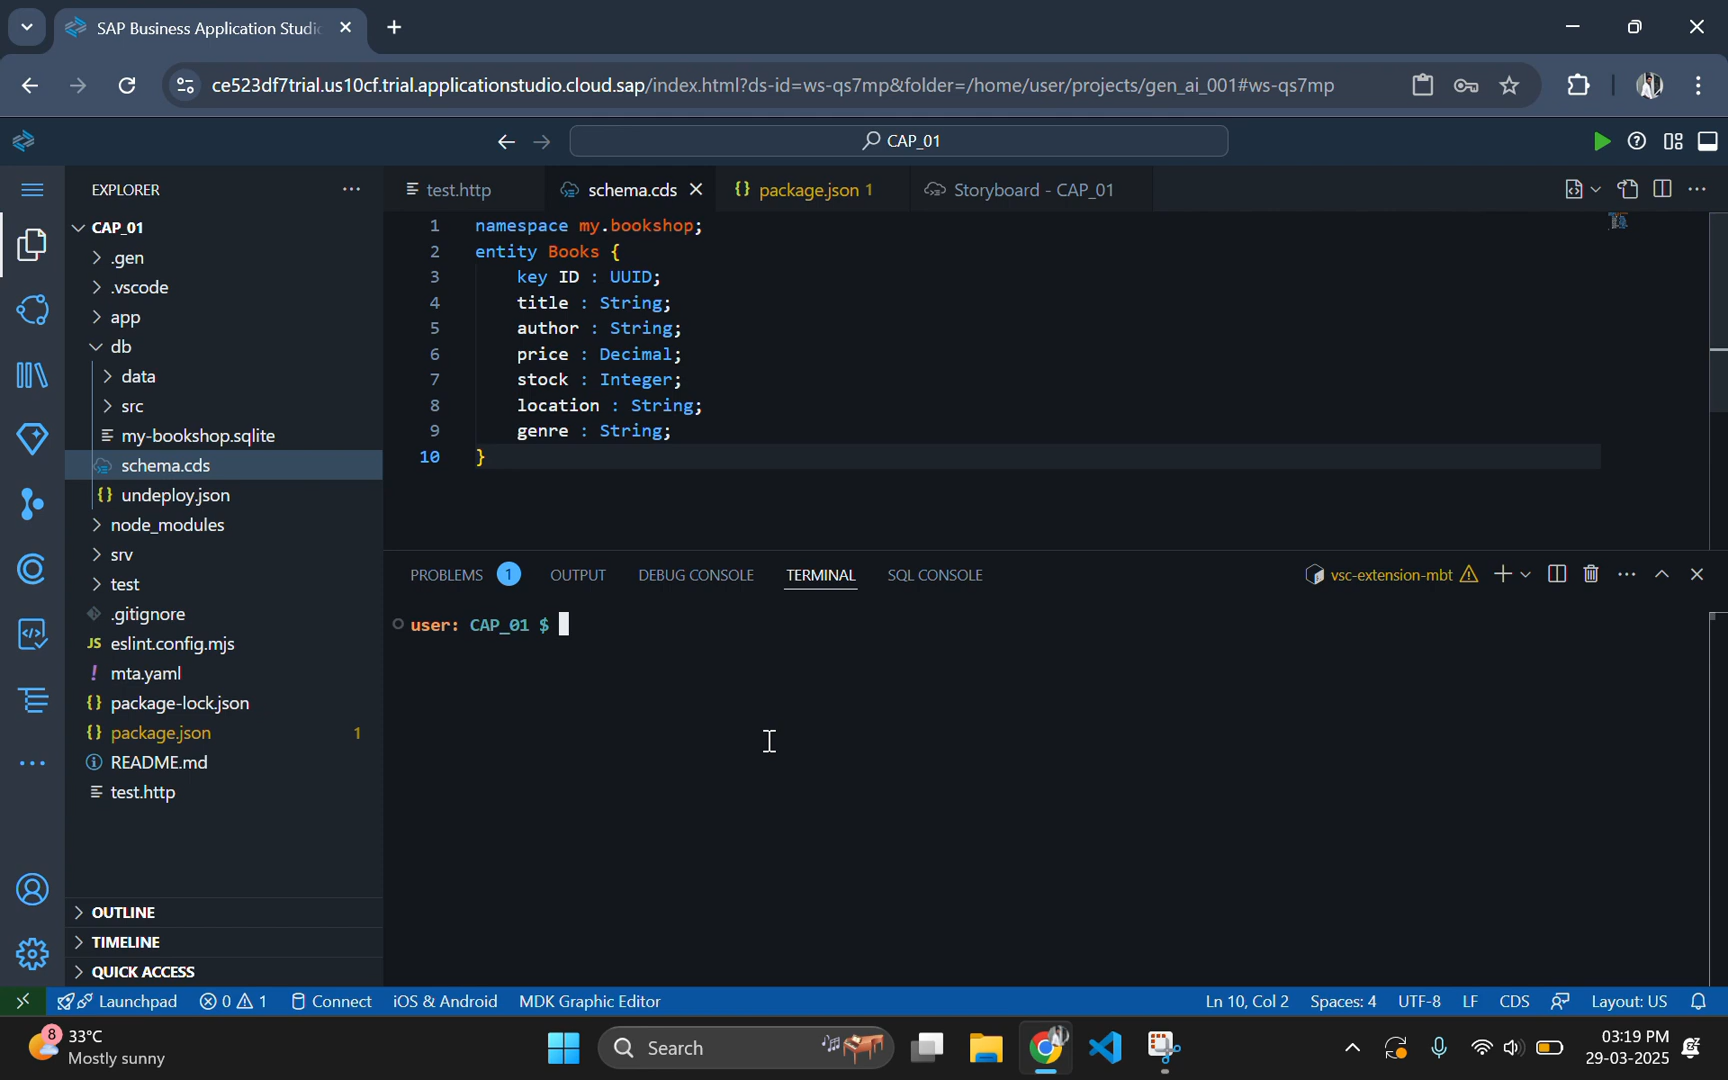 SAP Business Application Studio
ce523df7trial.us10cf.trial.applicationstudio.cloud.sap/index.html?ds-id=ws-qs7mp&folder=/home/user/projects/gen_ai_001#ws-qs7mp
CAP_01
EXPLORER
test.http
schema.cds
package.json 1
Storyboard - CAP_01
CAP_01
.gen
.vscode
app
db
data
src
my-bookshop.sqlite
schema.cds
undeploy.json
node_modules
srv
test
.gitignore
JS eslint.config.mjs
mta.yaml
package-lock.json
package.json 1
README.md
test.http
OUTLINE
TIMELINE
QUICK ACCESS
1 namespace my.bookshop;
2 entity Books {
3 key ID : UUID;
4 title : String;
5 author : String;
6 price : Decimal;
7 stock : Integer;
8 location : String;
9 genre : String;
10 }
PROBLEMS 1 OUTPUT DEBUG CONSOLE TERMINAL SQL CONSOLE
vsc-extension-mbt
user: CAP_01 $
Launchpad 0 1 Connect iOS & Android MDK Graphic Editor
Ln 10, Col 2 Spaces: 4 UTF-8 LF CDS Layout: US
8
33°C
Mostly sunny
Search
03:19 PM
29-03-2025